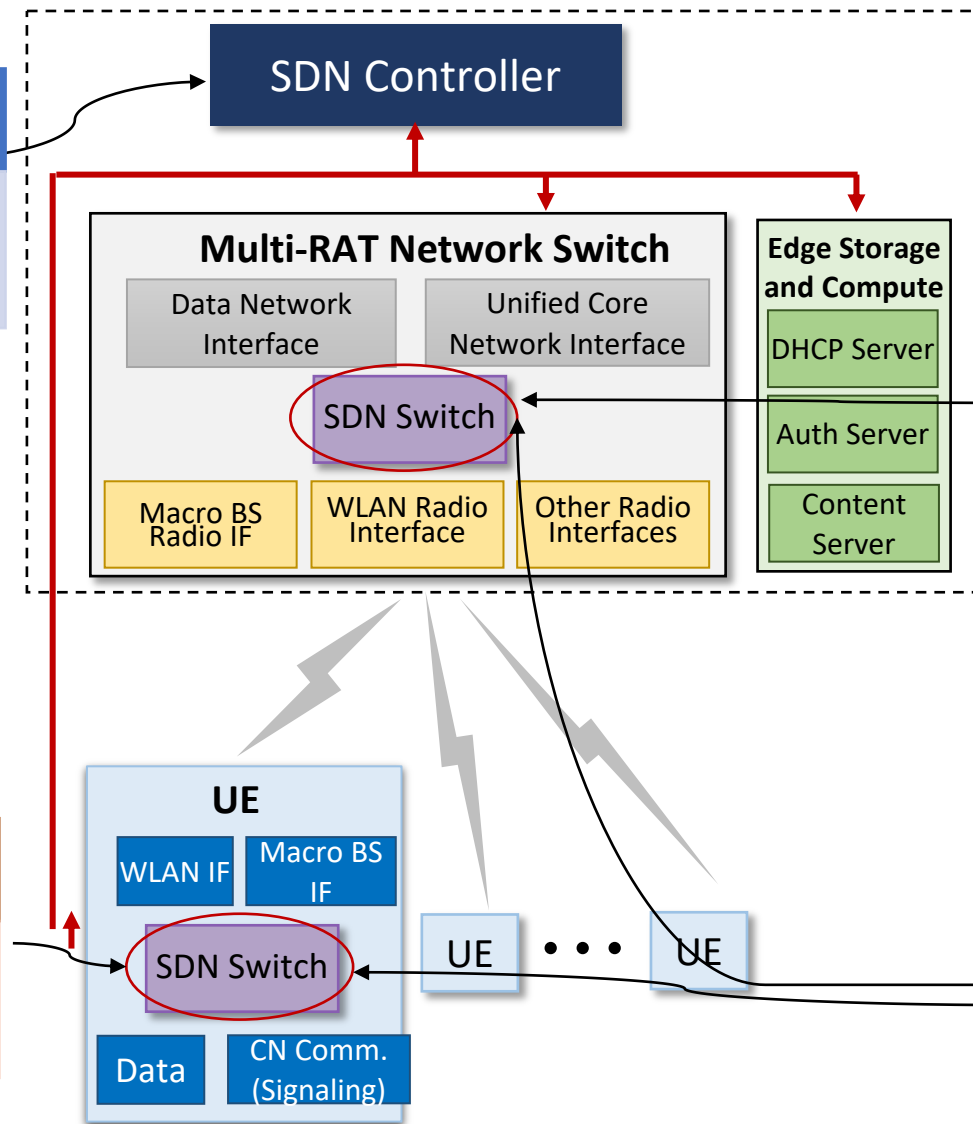 SDN Controller
Multi-RAT Network Switch
Data Network
Interface
Unified Core
Network Interface
SDN Switch
Macro BS
Radio IF
WLAN Radio
Interface
Other Radio
Interfaces
Edge Storage
and Compute
DHCP Server
Auth Server
Content
Server
UE
WLAN IF
Macro BS
IF
SDN Switch
Data
CN Comm.
(Signaling)
UE
• • •
UE